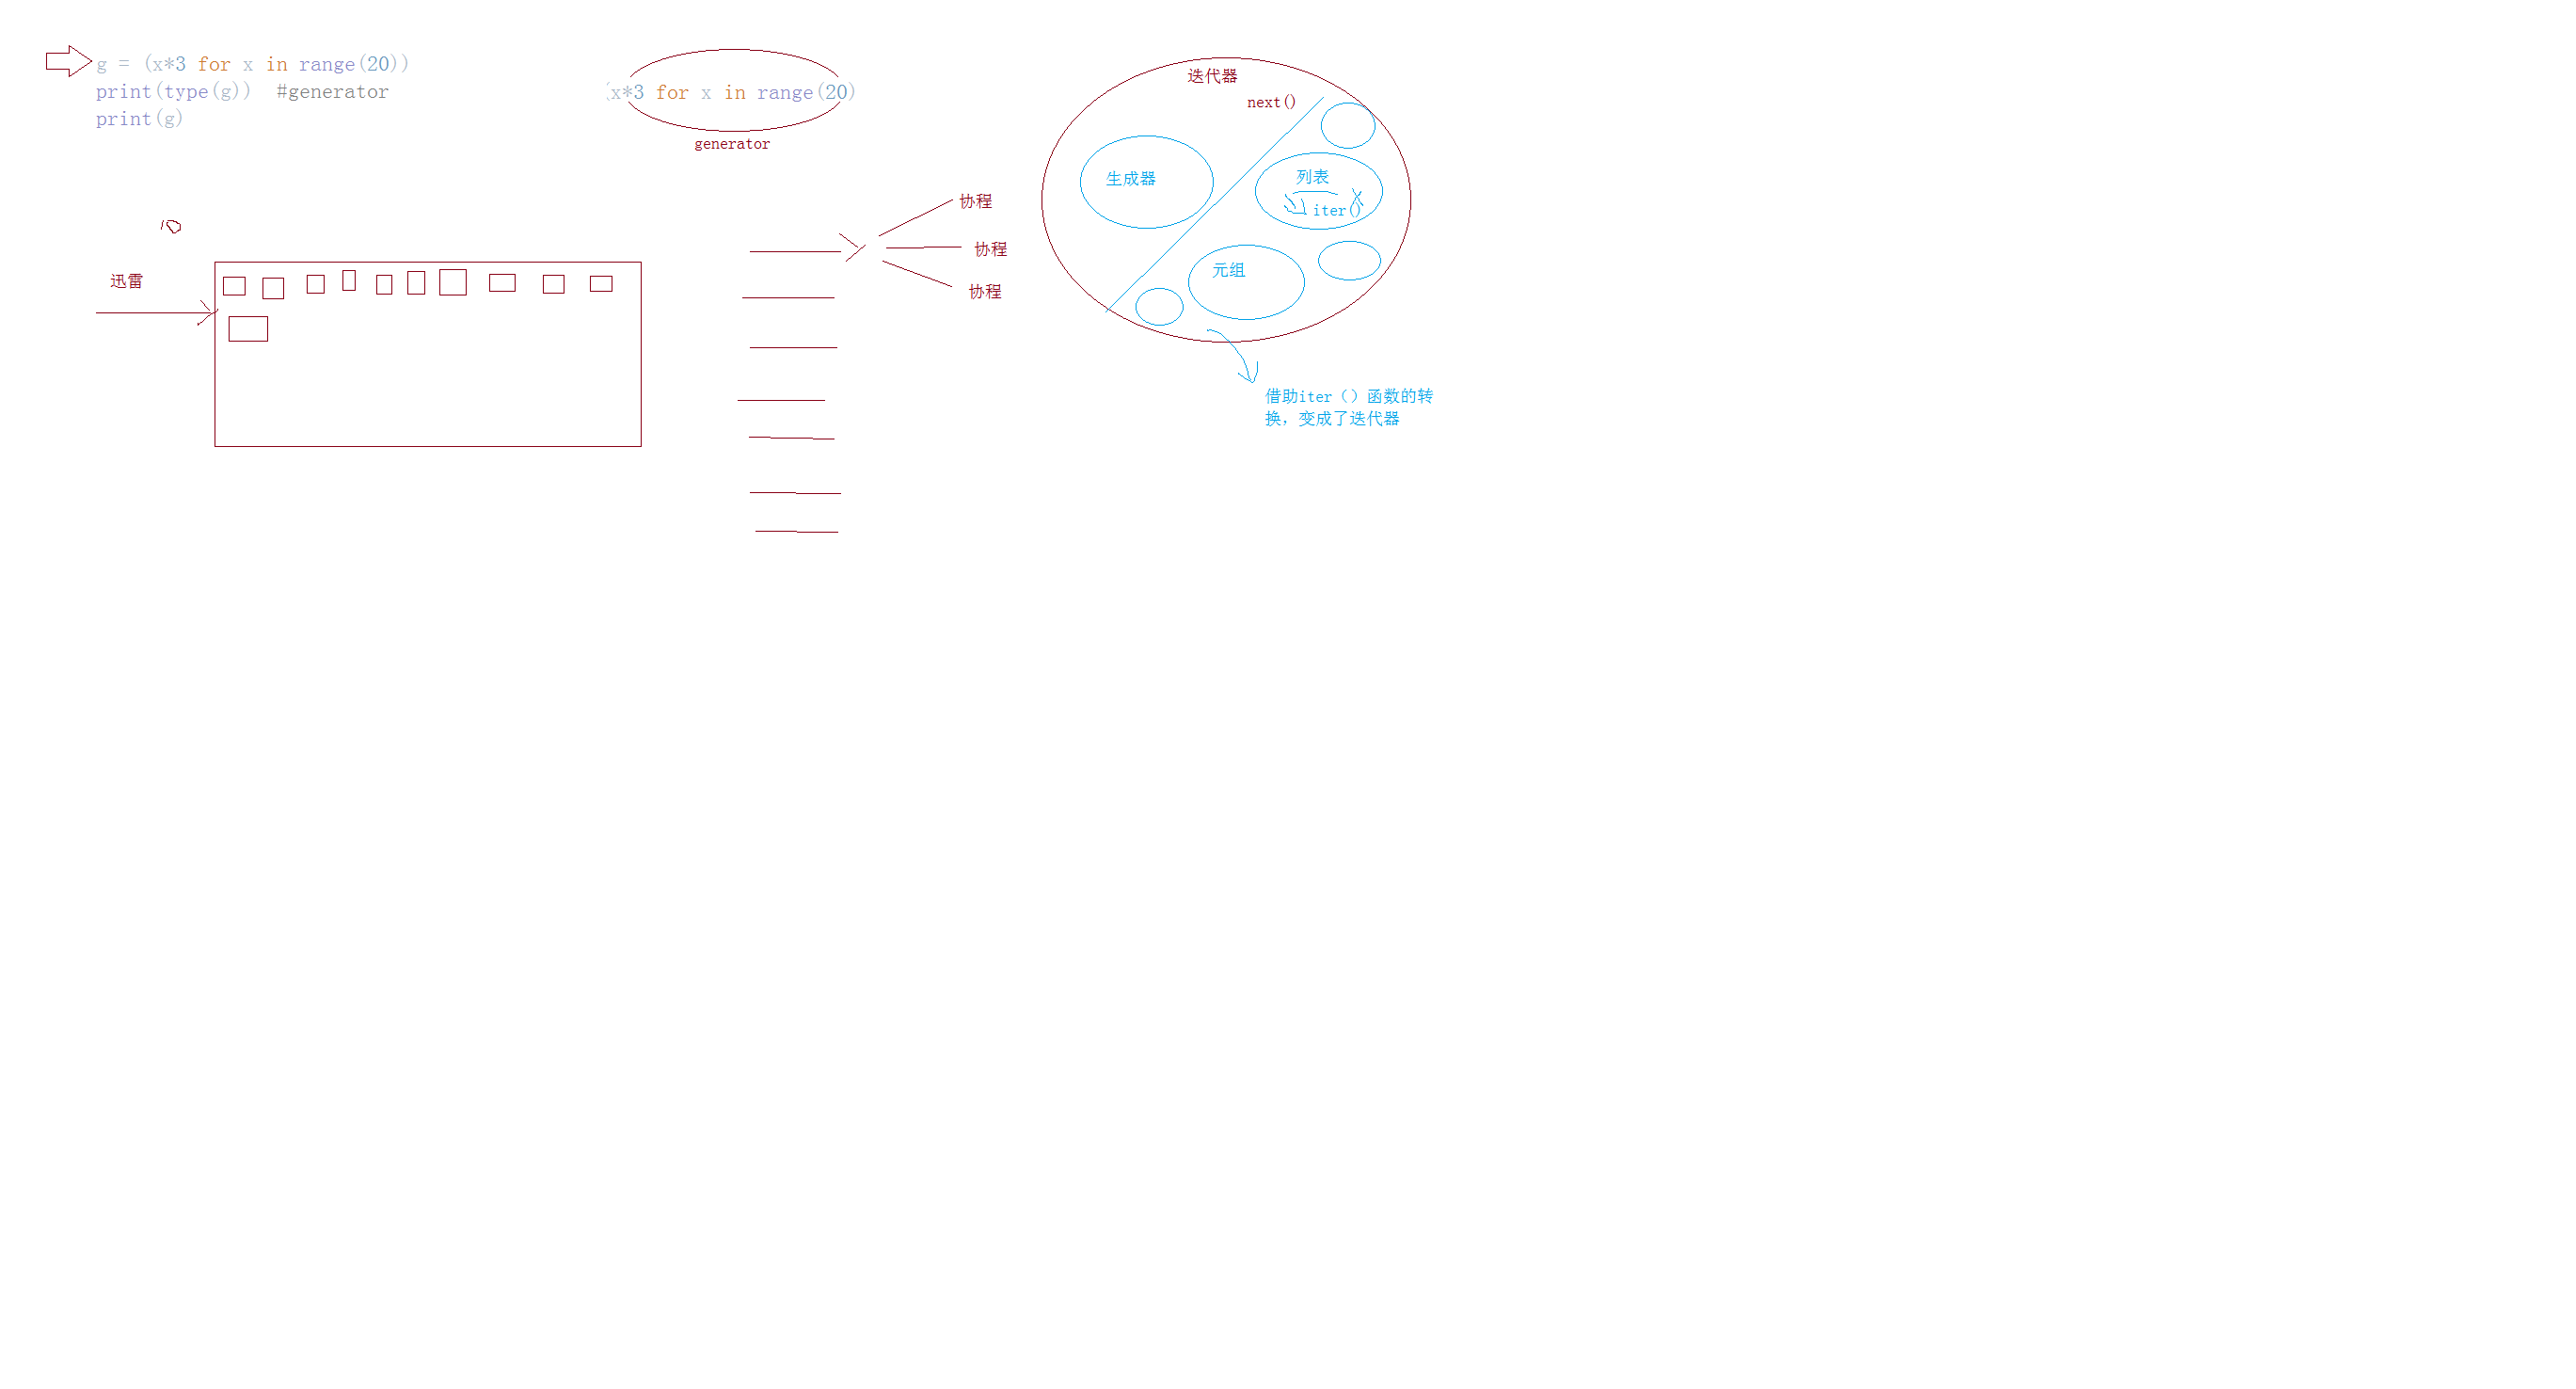 g = (x*3 for x in range(20))
print(type(g))  #generator
print(g)
(x*3 for x in range(20)
generator
迭代器
next()
生成器
列表
iter()
元组
借助iter（）函数的转
换，变成了迭代器
协程
协程
协程
10
迅雷